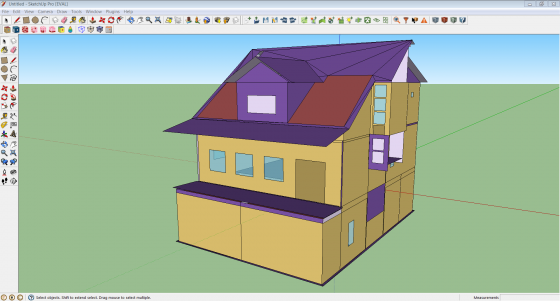 Untitled - SketchUp Pro (EVAL)
File Edit View Camera Draw Tools Window Plugins Help
Select objects. Shift to extend select. Drag mouse to select multiple.
Measurements